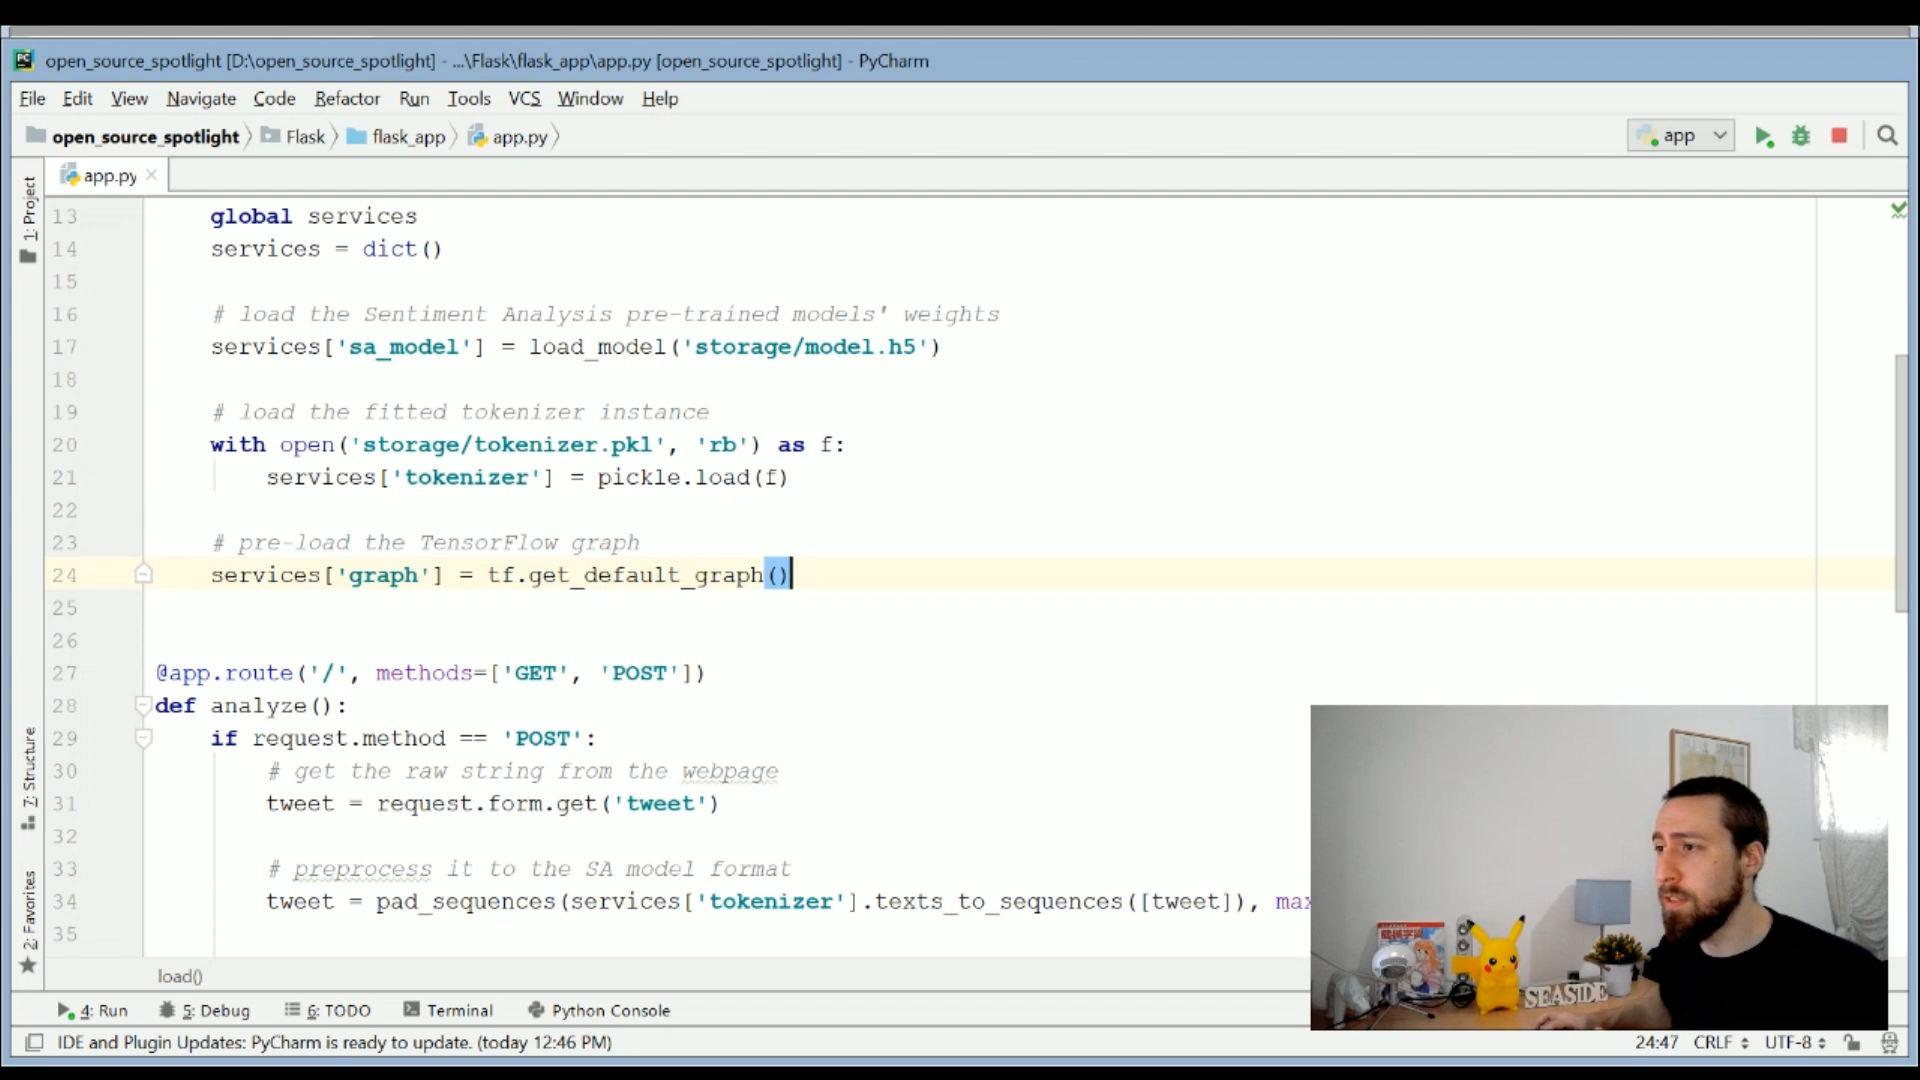 open_source_spotlight [D:\open_source_spotlight] - ...\Flask\flask_app\app.py [open_source_spotlight] - PyCharm
File Edit View Navigate Code Refactor Run Tools VCS Window Help
open_source_spotlight Flask flask_app app.py
app
app.py
1: Project
7: Structure
2: Favorites
13 global services
14 services = dict()
15
16 # load the Sentiment Analysis pre-trained models' weights
17 services['sa_model'] = load_model('storage/model.h5')
18
19 # load the fitted tokenizer instance
20 with open('storage/tokenizer.pkl', 'rb') as f:
21 services['tokenizer'] = pickle.load(f)
22
23 # pre-load the TensorFlow graph
24 services['graph'] = tf.get_default_graph()
25
26
27 @app.route('/', methods=['GET', 'POST'])
28 def analyze():
29 if request.method == 'POST':
30 # get the raw string from the webpage
31 tweet = request.form.get('tweet')
32
33 # preprocess it to the SA model format
34 tweet = pad_sequences(services['tokenizer'].texts_to_sequences([tweet]), max
35
load()
4: Run 5: Debug 6: TODO Terminal Python Console
IDE and Plugin Updates: PyCharm is ready to update. (today 12:46 PM)
24:47 CRLF UTF-8
SEASIDE